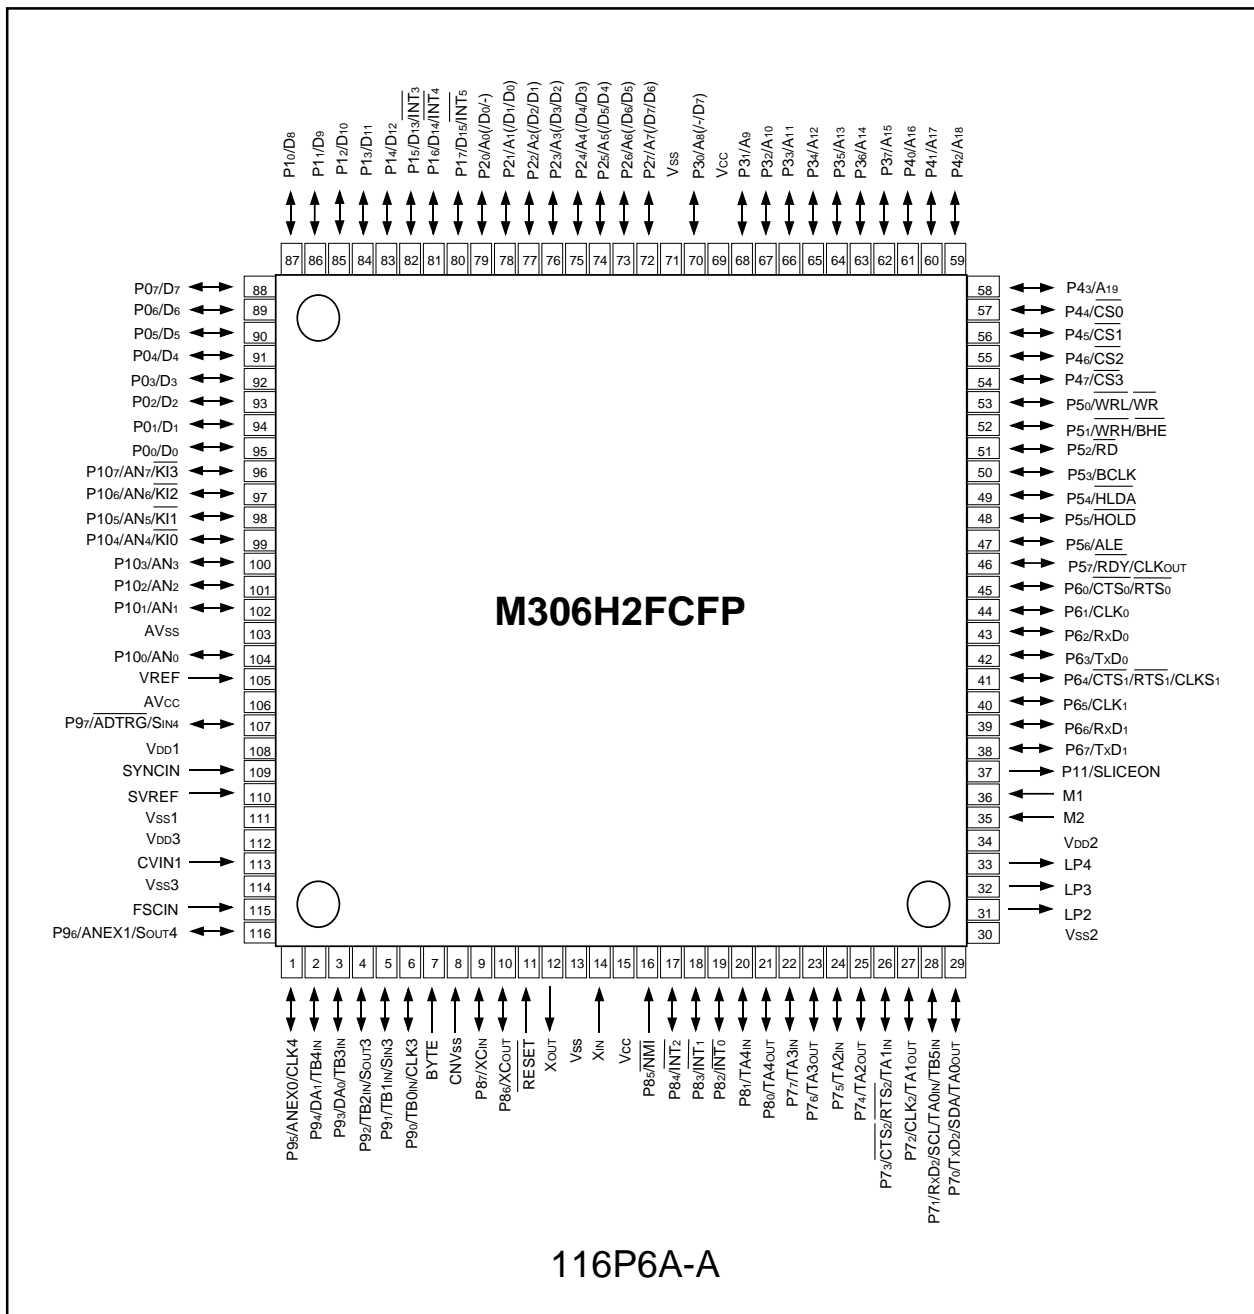 P10/D8
P11/D9
P12/D10
P13/D11
P14/D12
P15/D13/INT3
P16/D14/INT4
P17/D15/INT5
P20/A0(/D0/-)
P21/A1(/D1/D0)
P22/A2(/D2/D1)
P23/A3(/D3/D2)
P24/A4(/D4/D3)
P25/A5(/D5/D4)
P26/A6(/D6/D5)
P27/A7(/D7/D6)
Vss
P30/A8(/-/D7)
Vcc
P31/A9
P32/A10
P33/A11
P34/A12
P35/A13
P36/A14
P37/A15
P40/A16
P41/A17
P42/A18
87 86 85 84 83 82 81 80 79 78 77 76 75 74 73 72 71 70 69 68 67 66 65 64 63 62 61 60 59
P07/D7 88
P06/D6 89
P05/D5 90
P04/D4 91
P03/D3 92
P02/D2 93
P01/D1 94
P00/D0 95
P107/AN7/KI3 96
P106/AN6/KI2 97
P105/AN5/KI1 98
P104/AN4/KI0 99
P103/AN3 100
P102/AN2 101
P101/AN1 102
AVss 103
P100/AN0 104
VREF 105
AVcc 106
P97/ADTRG/SIN4 107
VDD1 108
SYNCIN 109
SVREF 110
Vss1 111
VDD3 112
CVIN1 113
Vss3 114
FSCIN 115
P96/ANEX1/SOUT4 116
M306H2FCFP
58 P43/A19
57 P44/CS0
56 P45/CS1
55 P46/CS2
54 P47/CS3
53 P50/WRL/WR
52 P51/WRH/BHE
51 P52/RD
50 P53/BCLK
49 P54/HLDA
48 P55/HOLD
47 P56/ALE
46 P57/RDY/CLKOUT
45 P60/CTS0/RTS0
44 P61/CLK0
43 P62/RxD0
42 P63/TxD0
41 P64/CTS1/RTS1/CLKS1
40 P65/CLK1
39 P66/RxD1
38 P67/TxD1
37 P11/SLICEON
36 M1
35 M2
34 VDD2
33 LP4
32 LP3
31 LP2
30 Vss2
1 2 3 4 5 6 7 8 9 10 11 12 13 14 15 16 17 18 19 20 21 22 23 24 25 26 27 28 29
P95/ANEX0/CLK4
P94/DA1/TB4IN
P93/DA0/TB3IN
P92/TB2IN/SOUT3
P91/TB1IN/SIN3
P90/TB0IN/CLK3
BYTE
CNVss
P87/XCIN
P86/XCOUT
RESET
XOUT
Vss
XIN
Vcc
P85/NMI
P84/INT2
P83/INT1
P82/INT0
P81/TA4IN
P80/TA4OUT
P77/TA3IN
P76/TA3OUT
P75/TA2IN
P74/TA2OUT
P73/CTS2/RTS2/TA1IN
P72/CLK2/TA1OUT
P71/RxD2/SCL/TA0IN/TB5IN
P70/TxD2/SDA/TA0OUT
116P6A-A